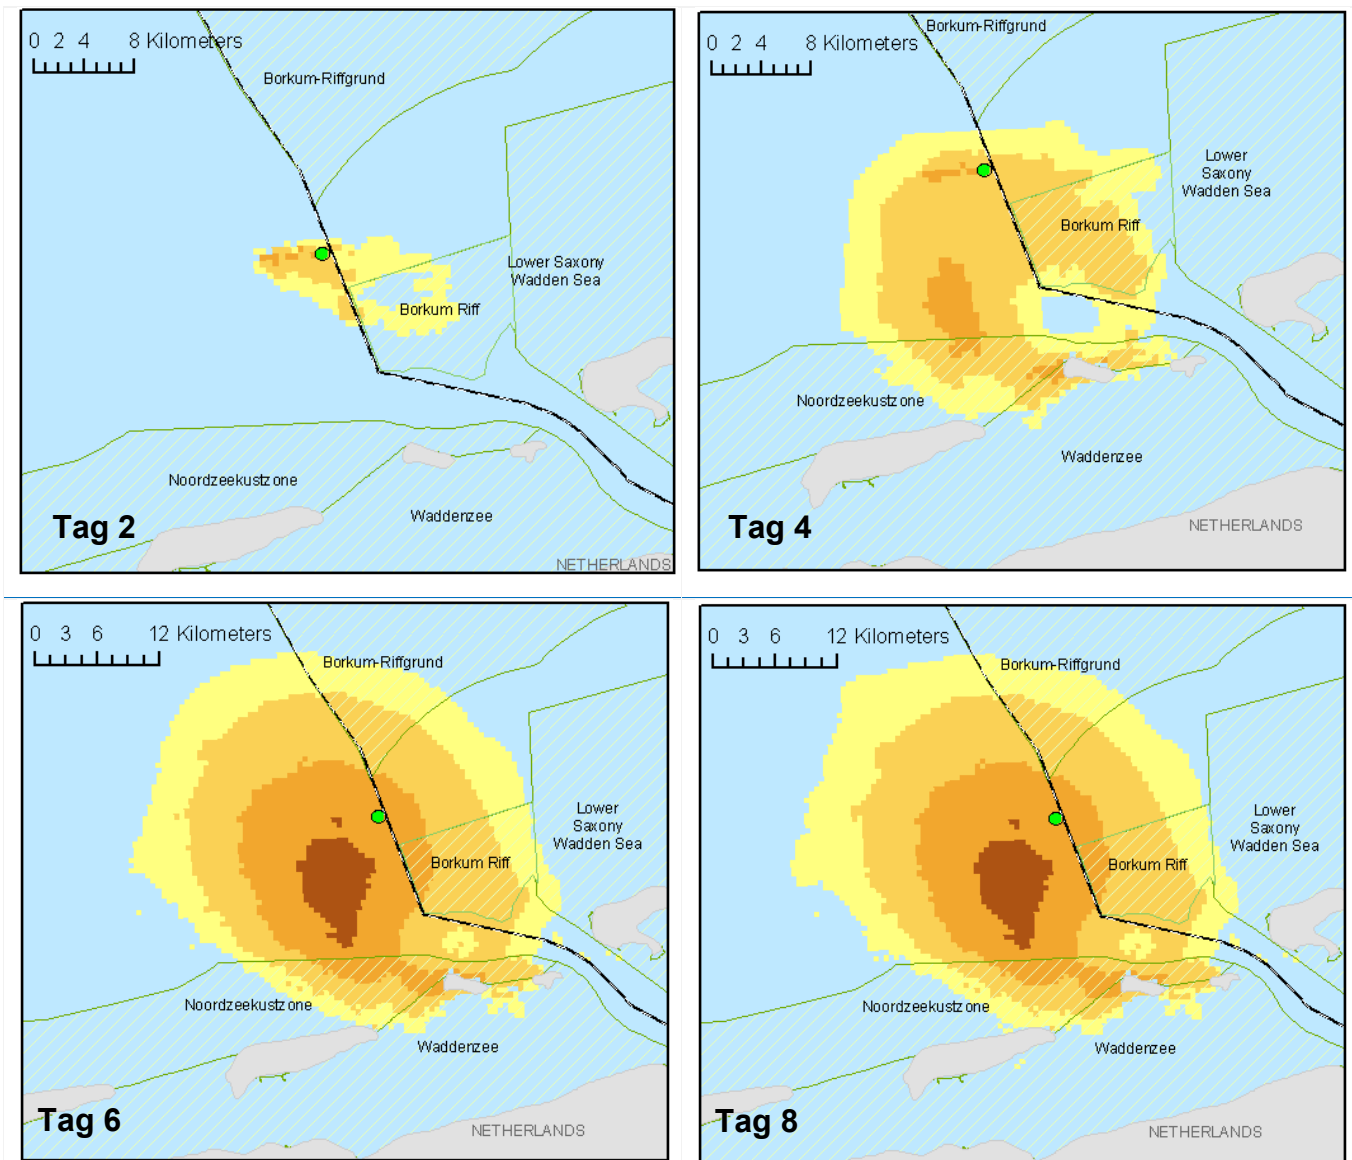 0 2 4 8 Kilometers
Borkum-Riffgrund
Lower Saxony
Wadden Sea
Borkum Riff
Noordzeekustzone
Waddenzee
Tag 2
NETHERLANDS
Borkum-Riffgrund
0 2 4 8 Kilometers
Lower
Saxony
Wadden Sea
Borkum Riff
Noordzeekustzone
Waddenzee
Tag 4
NETHERLANDS
0 3 6 12 Kilometers
Borkum-Riffgrund
Lower
Saxony
Wadden Sea
Borkum Riff
Noordzeekustzone
Waddenzee
Tag 6
NETHERLANDS
0 3 6 12 Kilometers
Borkum-Riffgrund
Lower
Saxony
Wadden Sea
Borkum Riff
Noordzeekustzone
Waddenzee
Tag 8
NETHERLANDS